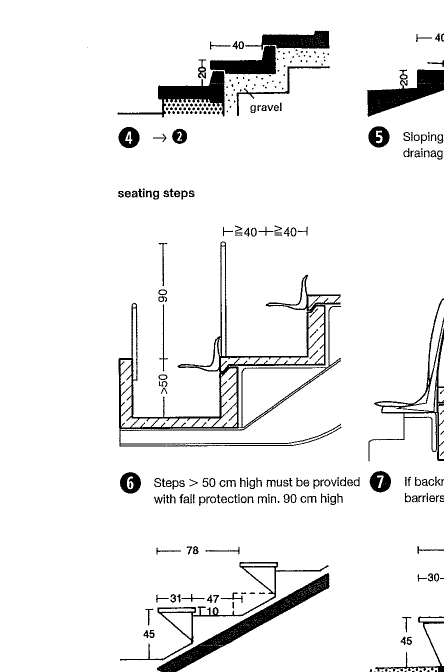 40
40
20
20
gravel
4 → 2
5 Sloping
drainag
seating steps
≧40 ≧40
90
>50
6 Steps > 50 cm high must be provided
with fall protection min. 90 cm high
7 If backr
barriers
78
31 47
10
45
30
45